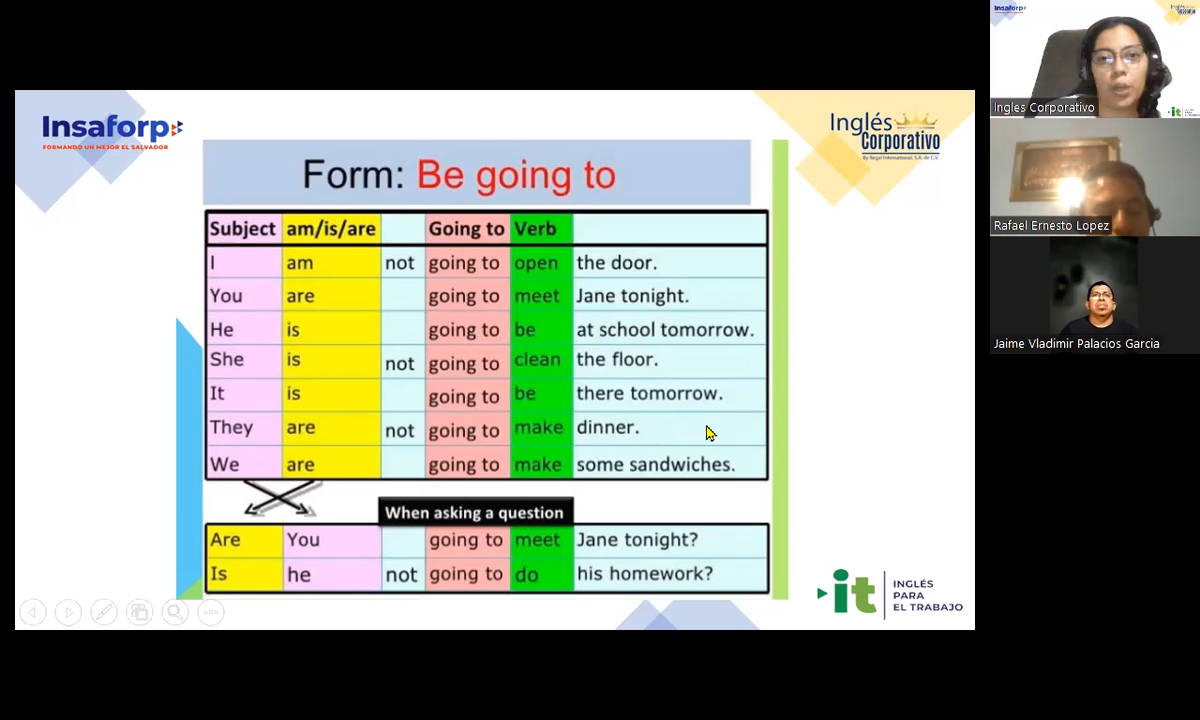 Insaforp
FORMANDO UN MEJOR EL SALVADOR
Inglés
Corporativo
By Regal International, S.A. de C.V.
Form: Be going to
Subject am/is/are Going to Verb
I am not going to open the door.
You are going to meet Jane tonight.
He is going to be at school tomorrow.
She is not going to clean the floor.
It is going to be there tomorrow.
They are not going to make dinner.
We are going to make some sandwiches.
When asking a question
Are You going to meet Jane tonight?
Is he not going to do his homework?
it
INGLÉS
PARA
EL TRABAJO
Insaforp
Inglés
Corporativo
it
Ingles Corporativo
Rafael Ernesto Lopez
Jaime Vladimir Palacios Garcia